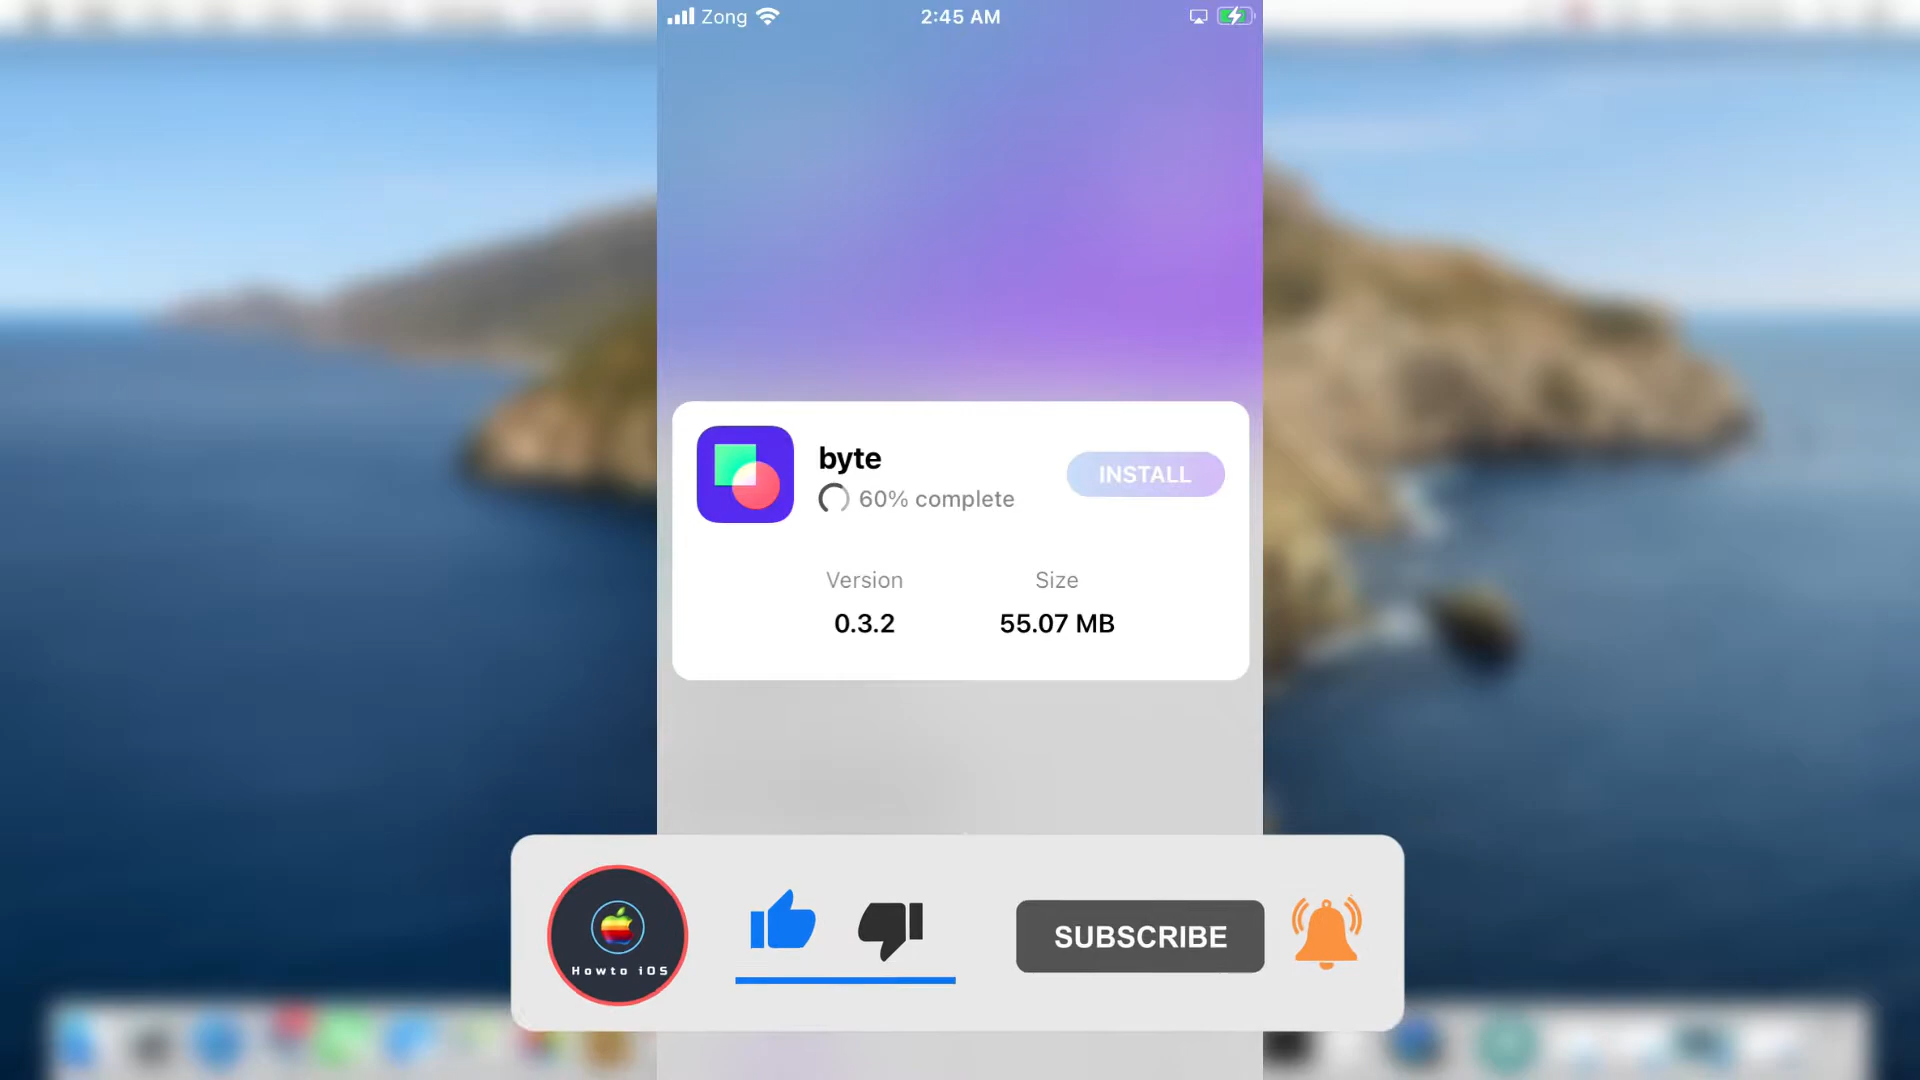 Zong
2:45 AM
byte
60% complete
INSTALL
Version
Size
0.3.2
55.07 MB
Howto iOS
SUBSCRIBE